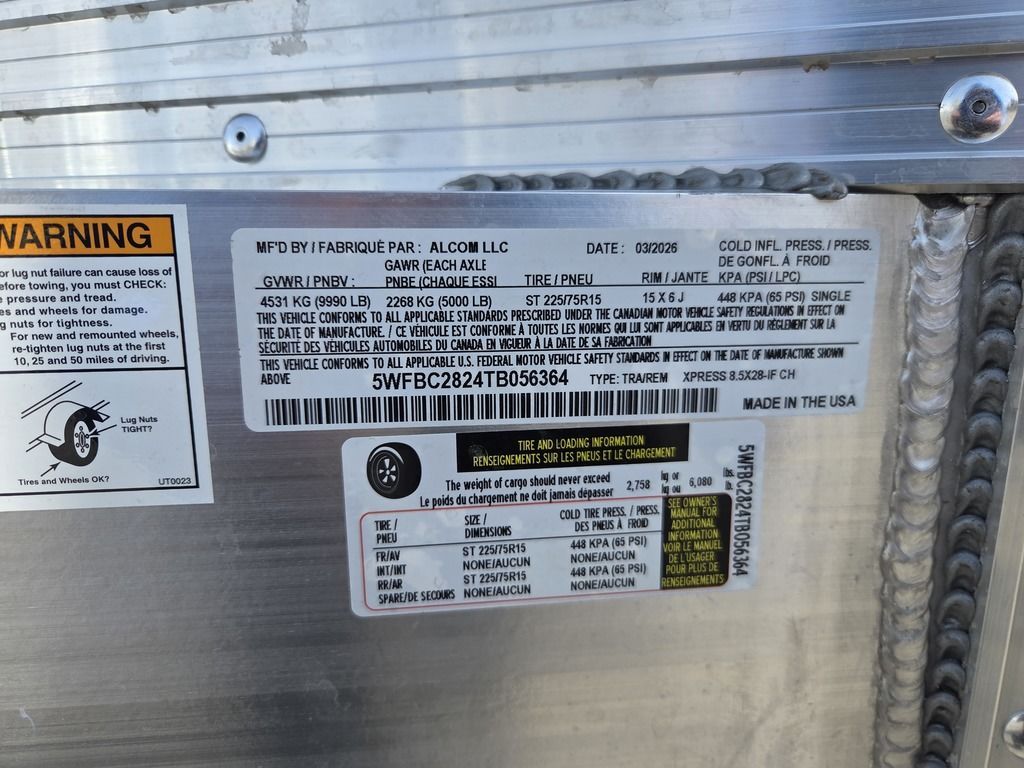 WARNING
or lug nut failure can cause loss of
efore towing, you must CHECK:
e pressure and tread.
es and wheels for damage.
g nuts for tightness.
For new and remounted wheels,
re-tighten lug nuts at the first
10, 25 and 50 miles of driving.
Lug Nuts
TIGHT?
Tires and Wheels OK?
UT0023
MF'D BY / FABRIQUÉ PAR : ALCOM LLC DATE : 03/2026 COLD INFL. PRESS. / PRESS.
GAWR (EACH AXLE DE GONFL. À FROID
GVWR / PNBV : PNBE (CHAQUE ESSI TIRE / PNEU RIM / JANTE KPA (PSI / LPC)
4531 KG (9990 LB) 2268 KG (5000 LB) ST 225/75R15 15 X 6 J 448 KPA (65 PSI) SINGLE
THIS VEHICLE CONFORMS TO ALL APPLICABLE STANDARDS PRESCRIBED UNDER THE CANADIAN MOTOR VEHICLE SAFETY REGULATIONS IN EFFECT ON
THE DATE OF MANUFACTURE. / CE VÉHICULE EST CONFORME À TOUTES LES NORMES QUI LUI SONT APPLICABLES EN VERTU DU RÉGLEMENT SUR LA
SÉCURITÉ DES VÉHICULES AUTOMOBILES DU CANADA EN VIGUEUR À LA DATE DE SA FABRICATION
THIS VEHICLE CONFORMS TO ALL APPLICABLE U.S. FEDERAL MOTOR VEHICLE SAFETY STANDARDS IN EFFECT ON THE DATE OF MANUFACTURE SHOWN
ABOVE 5WFBC2824TB056364 TYPE: TRA/REM XPRESS 8.5X28-IF CH
MADE IN THE USA
TIRE AND LOADING INFORMATION
RENSEIGNEMENTS SUR LES PNEUS ET LE CHARGEMENT
The weight of cargo should never exceed 2,758 kg or 6,080 lbs.
Le poids du chargement ne doit jamais dépasser kg ou lb.
TIRE / SIZE / COLD TIRE PRESS. / PRESS.
PNEU DIMENSIONS DES PNEUS À FROID
FR/AV ST 225/75R15 448 KPA (65 PSI)
INT/INT NONE/AUCUN NONE/AUCUN
RR/AR ST 225/75R15 448 KPA (65 PSI)
SPARE/DE SECOURS NONE/AUCUN NONE/AUCUN
SEE OWNER'S
MANUAL FOR
ADDITIONAL
INFORMATION
VOIR LE MANUEL
DE L'USAGER
POUR PLUS DE
RENSEIGNEMENTS
5WFBC2824TB056364